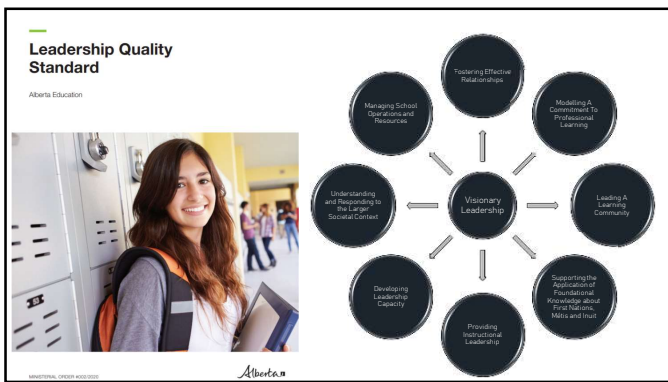 Leadership Quality
Standard
Alberta Education
MINISTERIAL ORDER #002/2020
Alberta
Fostering Effective
Relationships
Modelling A
Commitment To
Professional
Learning
Leading A
Learning
Community
Supporting the
Application of
Foundational
Knowledge about
First Nations,
Métis and Inuit
Providing
Instructional
Leadership
Developing
Leadership
Capacity
Understanding
and Responding to
the Larger
Societal Context
Managing School
Operations and
Resources
Visionary
Leadership